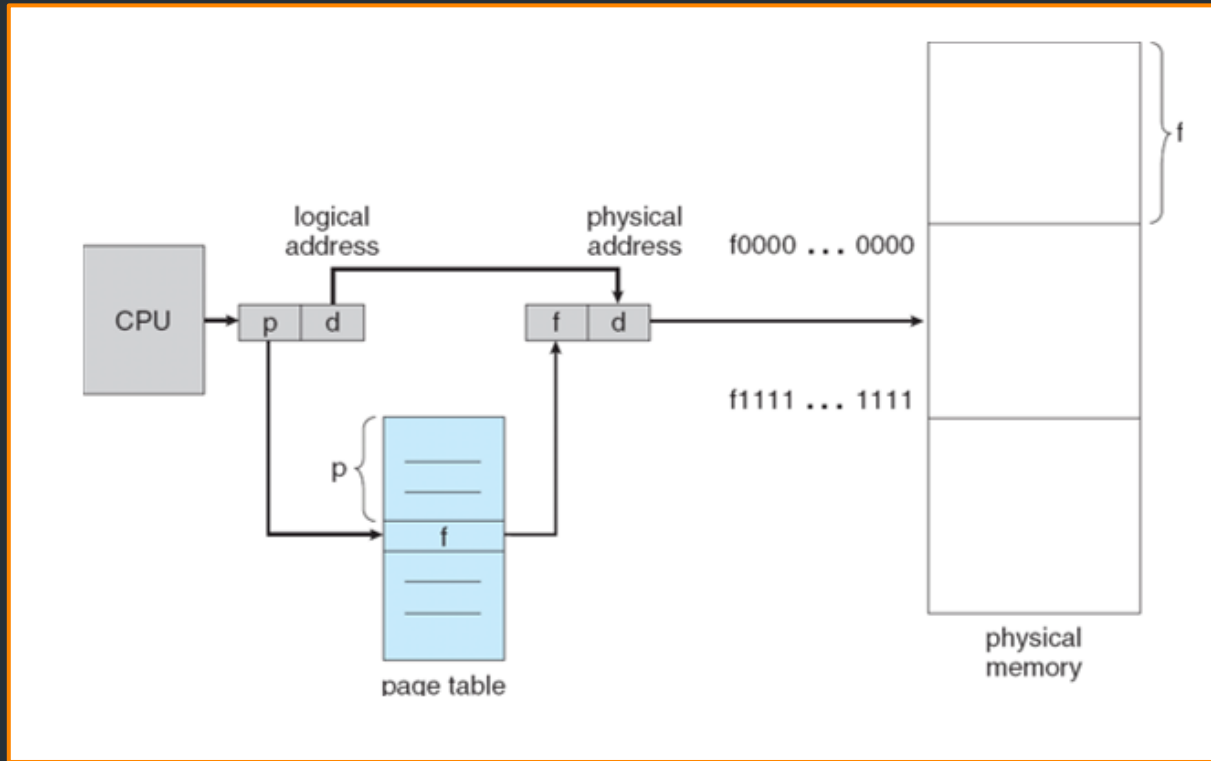 f
logical
address
physical
address
f0000 ... 0000
CPU
p
d
f
d
f1111 ... 1111
p
f
page table
physical
memory